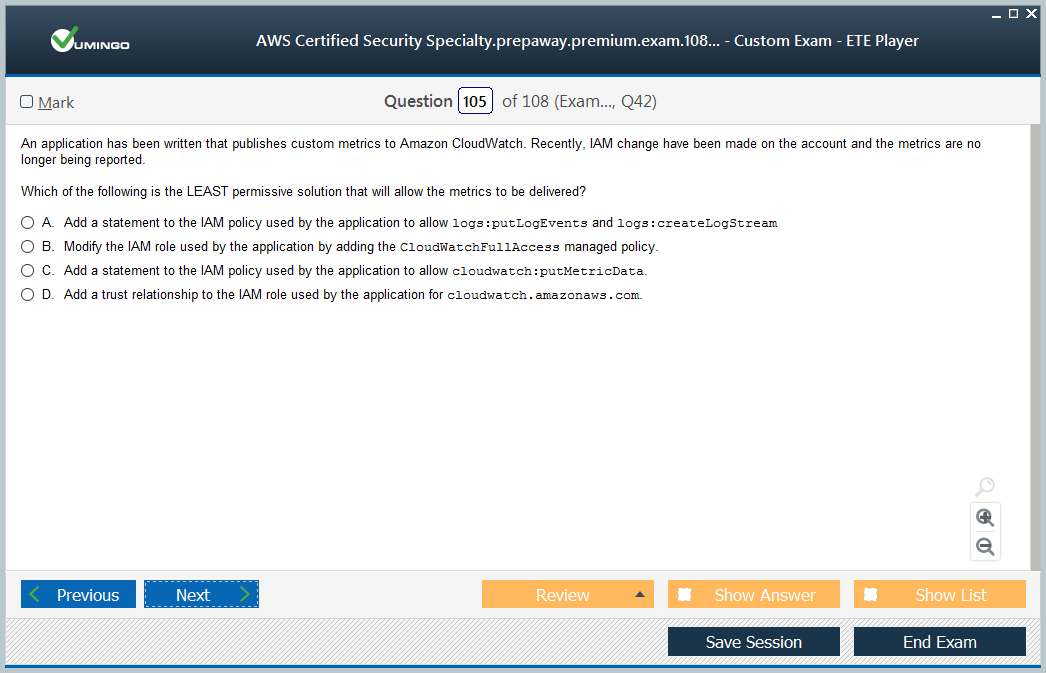 VUMINGO
AWS Certified Security Specialty.prepaway.premium.exam.108... - Custom Exam - ETE Player
Mark
Question 105 of 108 (Exam..., Q42)
An application has been written that publishes custom metrics to Amazon CloudWatch. Recently, IAM change have been made on the account and the metrics are no
longer being reported.
Which of the following is the LEAST permissive solution that will allow the metrics to be delivered?
A. Add a statement to the IAM policy used by the application to allow logs:putLogEvents and logs:createLogStream
B. Modify the IAM role used by the application by adding the CloudWatchFullAccess managed policy.
C. Add a statement to the IAM policy used by the application to allow cloudwatch:putMetricData.
D. Add a trust relationship to the IAM role used by the application for cloudwatch.amazonaws.com.
Previous
Next
Review
Show Answer
Show List
Save Session
End Exam